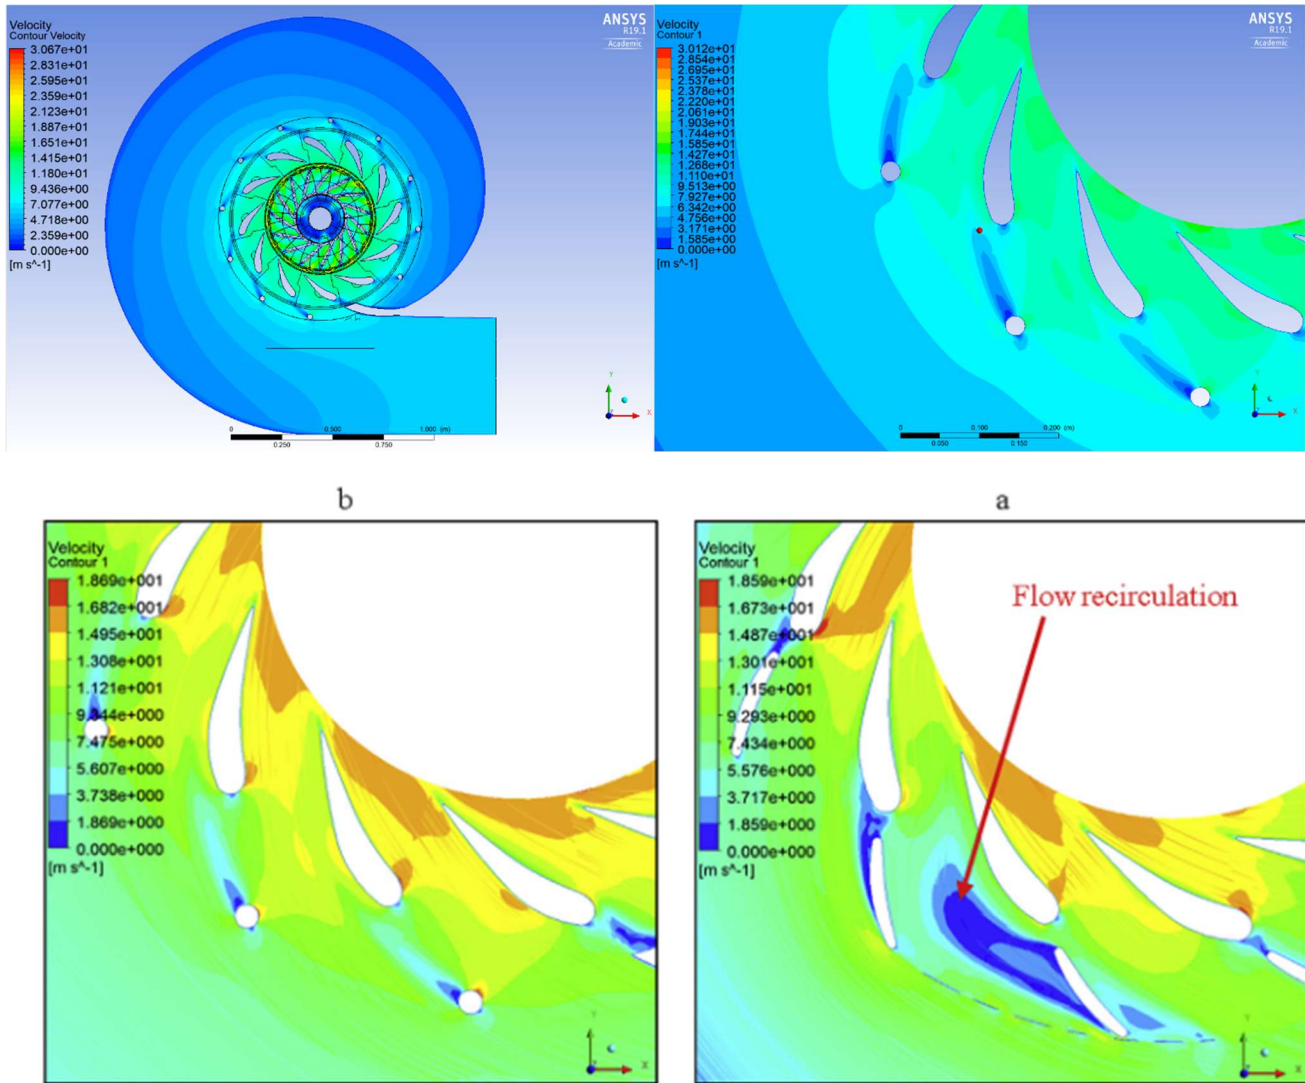 Velocity
Contour Velocity
3.067e+01
2.831e+01
2.595e+01
2.359e+01
2.123e+01
1.887e+01
1.651e+01
1.415e+01
1.180e+01
9.436e+00
7.077e+00
4.718e+00
2.359e+00
0.000e+00
[m s^-1]
ANSYS
R19.1
Academic
Y
X
Z
0
0.500
1.000
(m)
0.250
0.750
Velocity
Contour 1
3.012e+01
2.854e+01
2.695e+01
2.537e+01
2.378e+01
2.220e+01
2.061e+01
1.903e+01
1.744e+01
1.585e+01
1.427e+01
1.268e+01
1.110e+01
9.513e+00
7.927e+00
6.342e+00
4.756e+00
3.171e+00
1.585e+00
0.000e+00
[m s^-1]
ANSYS
R19.1
Academic
Y
X
Z
0
0.100
0.200
(m)
0.050
0.150
b
a
Velocity
Contour 1
1.869e+001
1.682e+001
1.495e+001
1.308e+001
1.121e+001
9.344e+000
7.475e+000
5.607e+000
3.738e+000
1.869e+000
0.000e+000
[m s^-1]
Y
X
Z
Velocity
Contour 1
1.859e+001
1.673e+001
1.487e+001
1.301e+001
1.115e+001
9.293e+000
7.434e+000
5.576e+000
3.717e+000
1.859e+000
0.000e+000
[m s^-1]
Flow recirculation
Y
X
Z